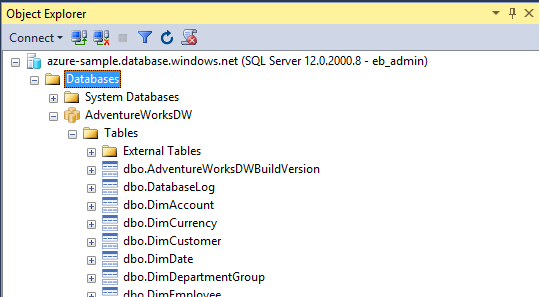 Object Explorer
Connect
azure-sample.database.windows.net (SQL Server 12.0.2000.8 - eb_admin)
Databases
System Databases
AdventureWorksDW
Tables
External Tables
dbo.AdventureWorksDWBuildVersion
dbo.DatabaseLog
dbo.DimAccount
dbo.DimCurrency
dbo.DimCustomer
dbo.DimDate
dbo.DimDepartmentGroup
dbo.DimEmployee